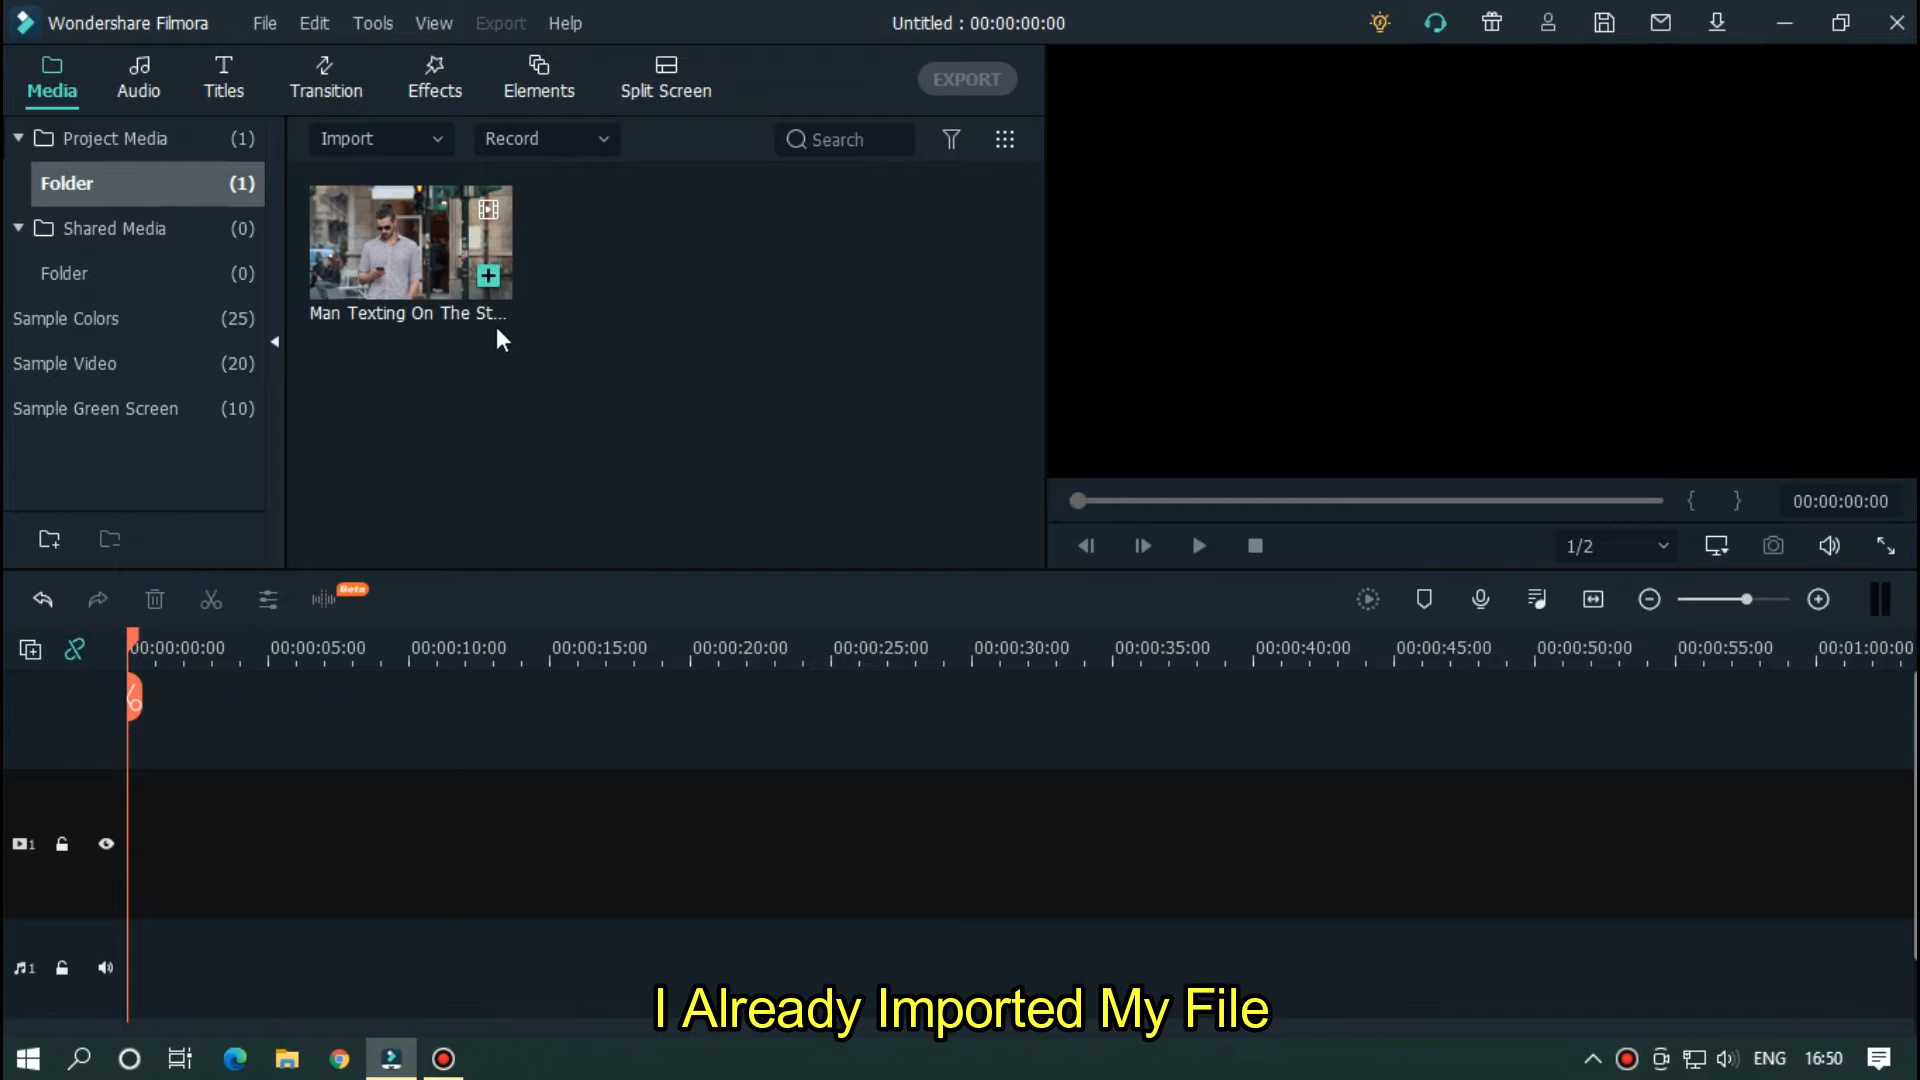 Wondershare Filmora
File
Edit
Tools
View
Export
Help
Untitled : 00:00:00:00
Media
Audio
Titles
Transition
Effects
Elements
Split Screen
EXPORT
Project Media (1)
Folder (1)
Shared Media (0)
Folder (0)
Sample Colors (25)
Sample Video (20)
Sample Green Screen (10)
Import
Record
Search
Man Texting On The St...
00:00:00:00
1/2
Beta
00:00:00:00
00:00:05:00
00:00:10:00
00:00:15:00
00:00:20:00
00:00:25:00
00:00:30:00
00:00:35:00
00:00:40:00
00:00:45:00
00:00:50:00
00:00:55:00
00:01:00:00
1
1
I Already Imported My File
ENG
16:50